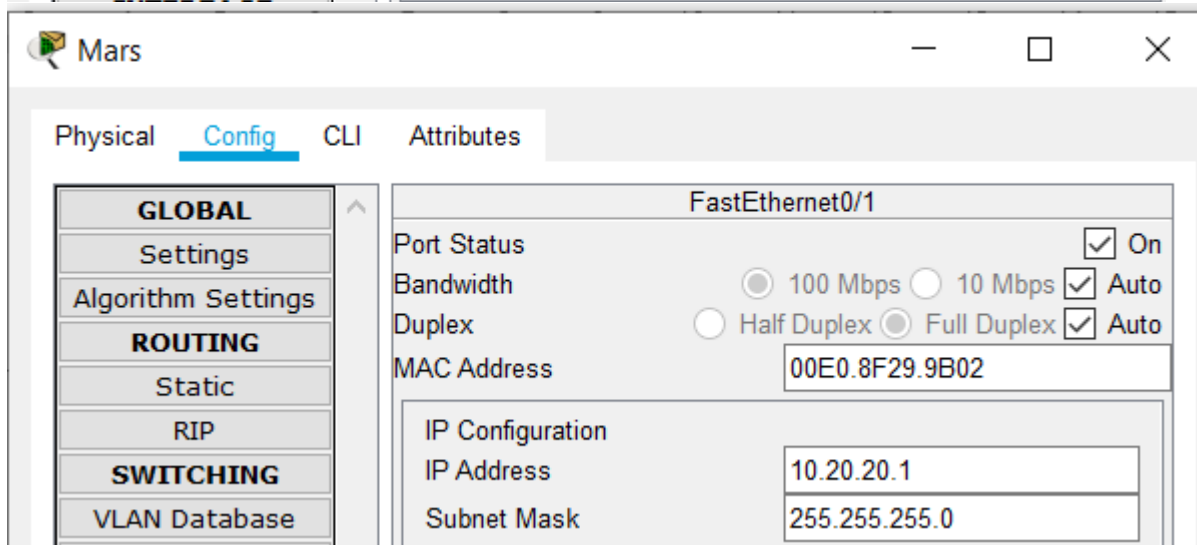 Mars
Physical Config CLI Attributes
GLOBAL
Settings
Algorithm Settings
ROUTING
Static
RIP
SWITCHING
VLAN Database
FastEthernet0/1
Port Status On
Bandwidth 100 Mbps 10 Mbps Auto
Duplex Half Duplex Full Duplex Auto
MAC Address 00E0.8F29.9B02
IP Configuration
IP Address 10.20.20.1
Subnet Mask 255.255.255.0